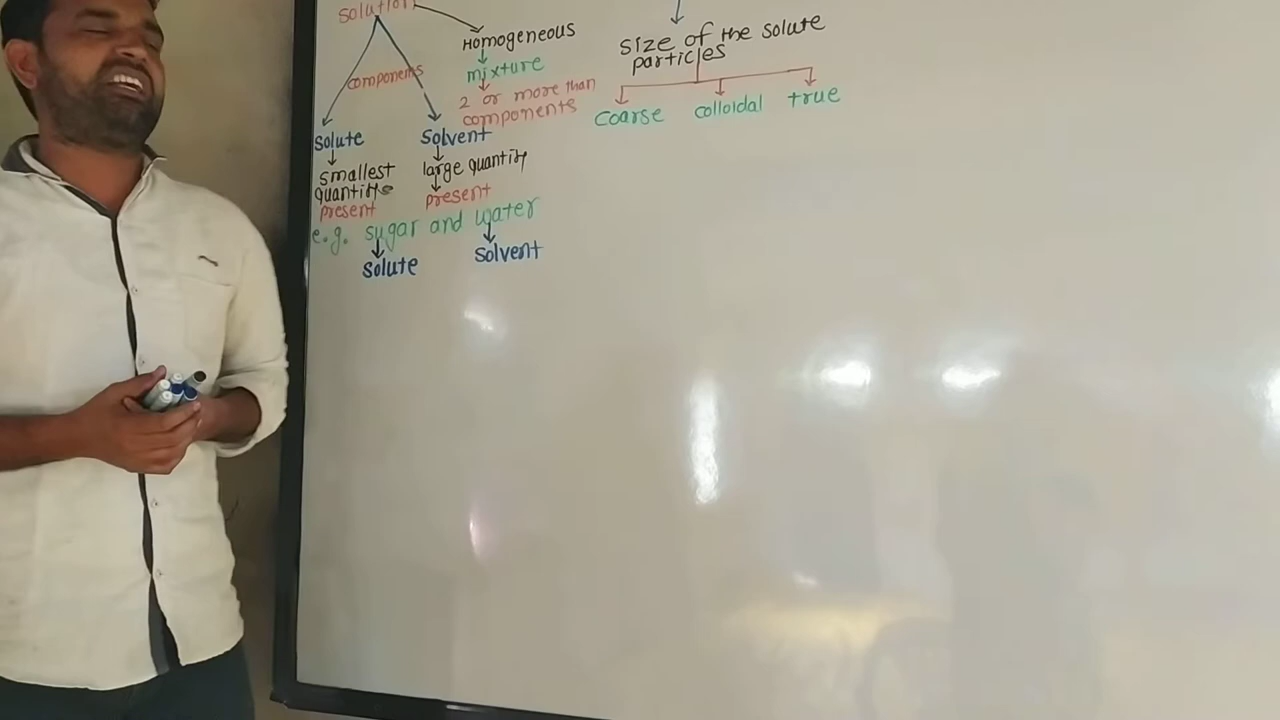 solution
Homogeneous
mixture
2 or more than
components
components
solute
smallest
quantity
present
solvent
large quantity
present
e.g. sugar and water
solute
solvent
size of the solute
particles
coarse
colloidal
true